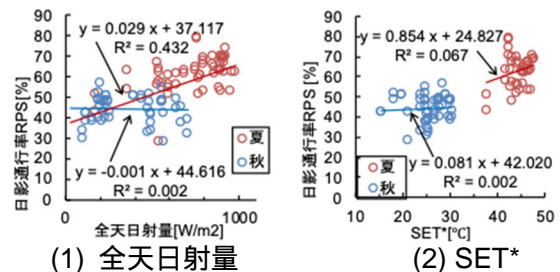 90
80
70
60
50
40
30
20
10
0
日影通行率RPS[%]
y = 0.029 x + 37.117
R² = 0.432
夏
秋
y = -0.001 x + 44.616
R² = 0.002
0
1000
全天日射量[W/m2]
(1) 全天日射量
90
80
70
60
50
40
30
20
10
0
日影通行率RPS[%]
y = 0.854 x + 24.827
R² = 0.067
夏
秋
y = 0.081 x + 42.020
R² = 0.002
10 20 30 40 50
SET*[℃]
(2) SET*